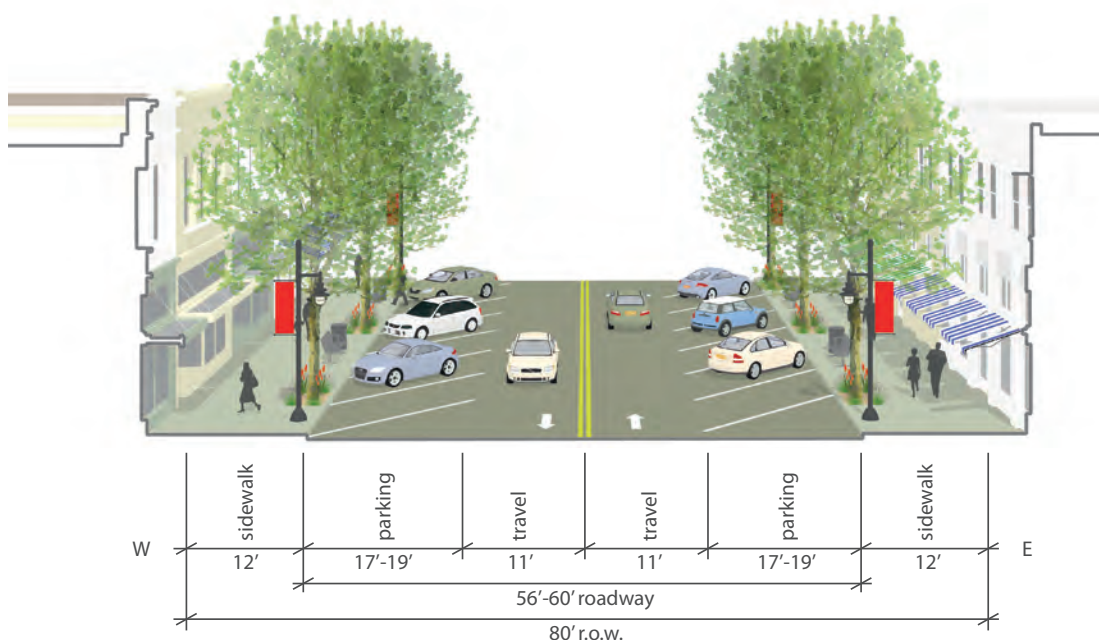 sidewalk
parking
travel
travel
parking
sidewalk
W
E
12’
17’-19’
11’
11’
17’-19’
12’
56’-60’ roadway
80’ r.o.w.